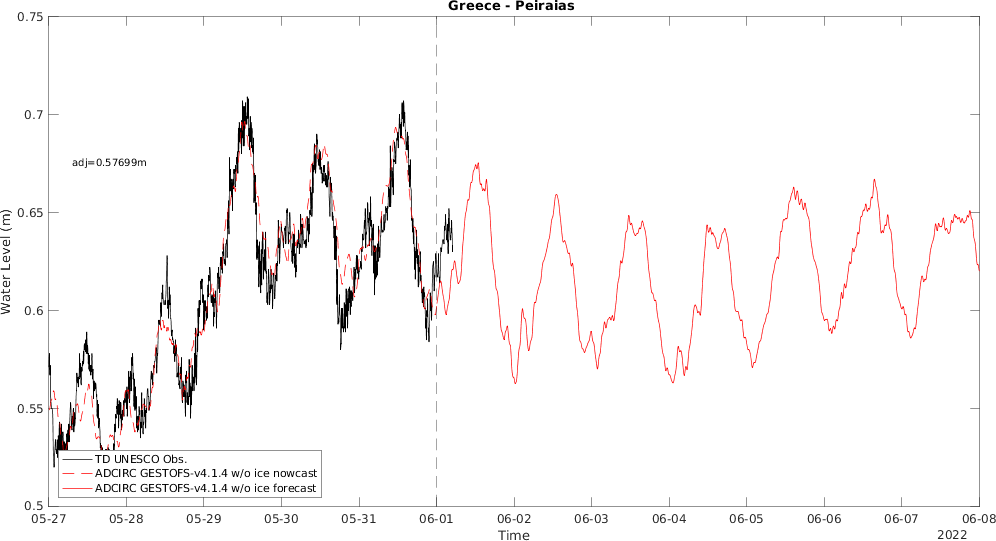 Greece - Peiraias
Water Level (m)
0.75
0.7
0.65
0.6
0.55
0.5
adj=0.57699m
TD UNESCO Obs.
ADCIRC GESTOFS-v4.1.4 w/o ice nowcast
ADCIRC GESTOFS-v4.1.4 w/o ice forecast
05-27 05-28 05-29 05-30 05-31 06-01 06-02 06-03 06-04 06-05 06-06 06-07 06-08
Time
2022